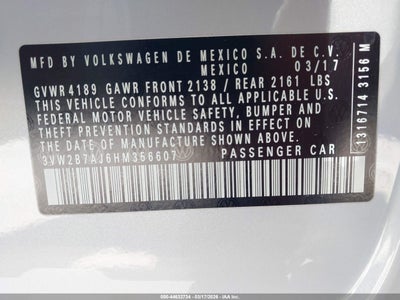 MFD BY VOLKSWAGEN DE MEXICO S.A. DE C.V.
MEXICO 03/17
GVWR 4189 GAWR FRONT 2138 / REAR 2161 LBS
THIS VEHICLE CONFORMS TO ALL APPLICABLE U.S.
FEDERAL MOTOR VEHICLE SAFETY, BUMPER, AND
THEFT PREVENTION STANDARDS IN EFFECT ON THE
DATE OF MANUFACTURE SHOWN ABOVE.
3VW2B7AJ6HM356607 PASSENGER CAR
1316714 3156 M
000-44632734 - 03/17/2026 - IAA Inc.